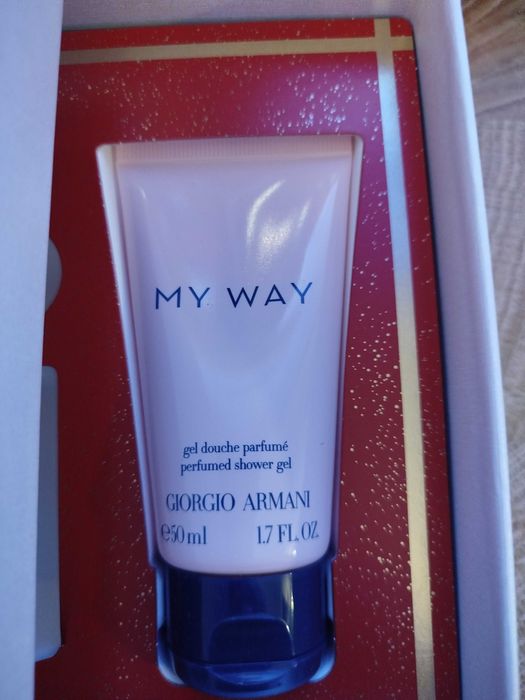 MY WAY
gel douche parfumé
perfumed shower gel
GIORGIO ARMANI
℮50 ml 1.7 FL. OZ.